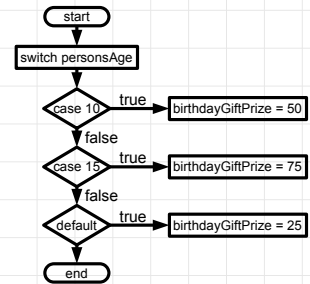 start
switch personsAge
case 10
true
birthdayGiftPrize = 50
false
case 15
true
birthdayGiftPrize = 75
false
default
true
birthdayGiftPrize = 25
end